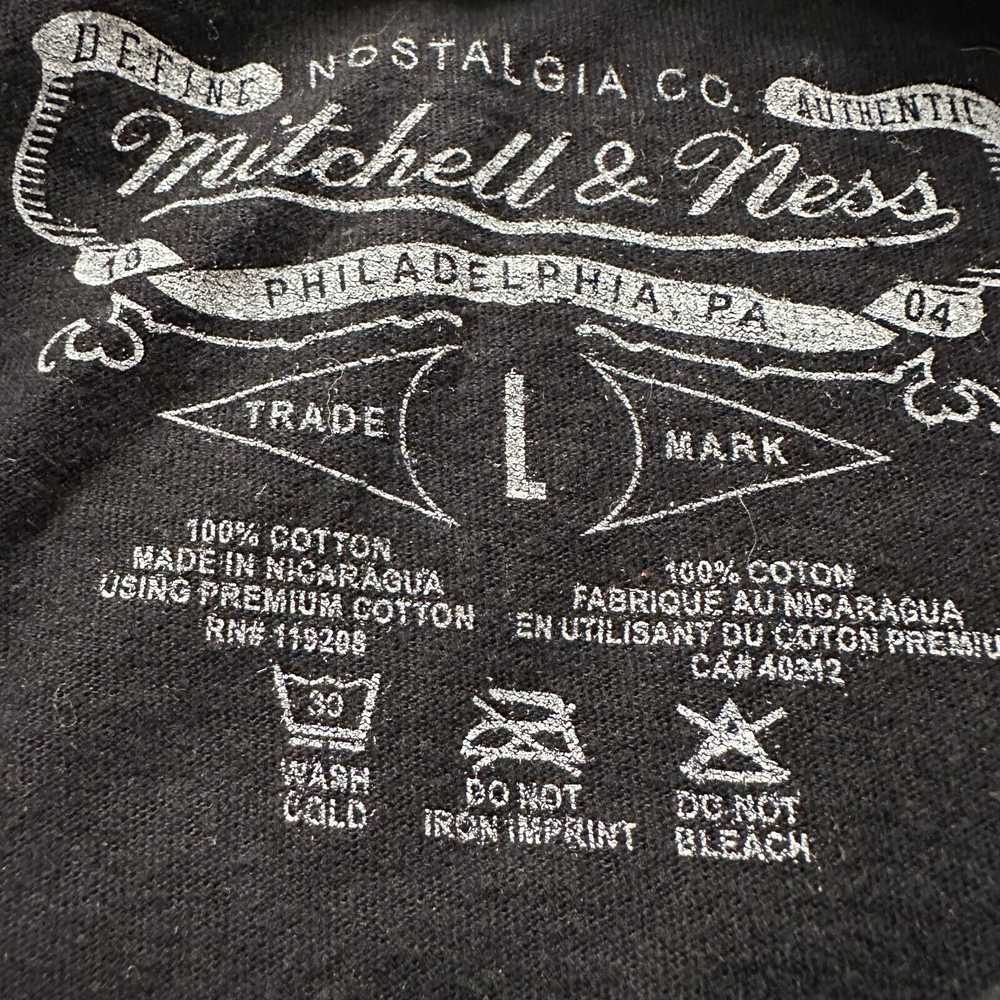 DEFINE
NOSTALGIA CO.
AUTHENTIC
Mitchell & Ness
19
PHILADELPHIA, PA.
04
TRADE
L
MARK
100% COTTON
MADE IN NICARAGUA
USING PREMIUM COTTON
RN# 119208
100% COTON
FABRIQUÉ AU NICARAGUA
EN UTILISANT DU COTON PREMIU
CA# 40312
30
WASH
COLD
DO NOT
IRON IMPRINT
DO NOT
BLEACH